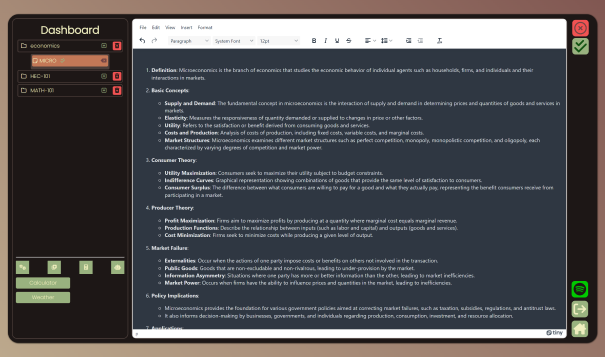 Dashboard
economics
MICRO
HEC-101
MATH-101
Calculator
Weather
File Edit View Insert Format
Paragraph System Font 12pt B I U S
1. Definition: Microeconomics is the branch of economics that studies the economic behavior of individual agents such as households, firms, and individuals and their
interactions in markets.
2. Basic Concepts:
Supply and Demand: The fundamental concept in microeconomics is the interaction of supply and demand in determining prices and quantities of goods and services in
markets.
Elasticity: Measures the responsiveness of quantity demanded or supplied to changes in price or other factors.
Utility: Refers to the satisfaction or benefit derived from consuming goods and services.
Costs and Production: Analysis of costs of production, including fixed costs, variable costs, and marginal costs.
Market Structures: Microeconomics examines different market structures such as perfect competition, monopoly, monopolistic competition, and oligopoly, each
characterized by varying degrees of competition and market power.
3. Consumer Theory:
Utility Maximization: Consumers seek to maximize their utility subject to budget constraints.
Indifference Curves: Graphical representation showing combinations of goods that provide the same level of satisfaction to consumers.
Consumer Surplus: The difference between what consumers are willing to pay for a good and what they actually pay, representing the benefit consumers receive from
participating in a market.
4. Producer Theory:
Profit Maximization: Firms aim to maximize profits by producing at a quantity where marginal cost equals marginal revenue.
Production Functions: Describe the relationship between inputs (such as labor and capital) and outputs (goods and services).
Cost Minimization: Firms seek to minimize costs while producing a given level of output.
5. Market Failure:
Externalities: Occur when the actions of one party impose costs or benefits on others not involved in the transaction.
Public Goods: Goods that are non-excludable and non-rivalrous, leading to under-provision by the market.
Information Asymmetry: Situations where one party has more or better information than the other, leading to market inefficiencies.
Market Power: Occurs when firms have the ability to influence prices and quantities in the market, leading to inefficiencies.
6. Policy Implications:
Microeconomics provides the foundation for various government policies aimed at correcting market failures, such as taxation, subsidies, regulations, and antitrust laws.
It also informs decision-making by businesses, governments, and individuals regarding production, consumption, investment, and resource allocation.
7. Applications:
tiny